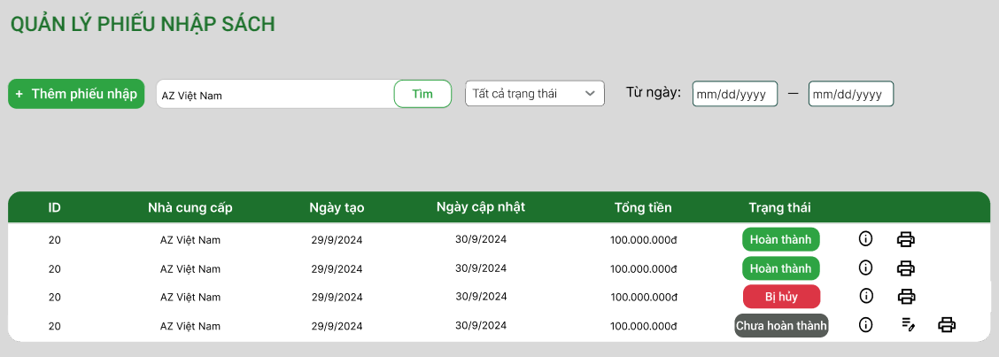 QUẢN LÝ PHIẾU NHẬP SÁCH
+ Thêm phiếu nhập AZ Việt Nam Tìm Tất cả trạng thái Từ ngày: mm/dd/yyyy — mm/dd/yyyy
ID Nhà cung cấp Ngày tạo Ngày cập nhật Tổng tiền Trạng thái
20 AZ Việt Nam 29/9/2024 30/9/2024 100.000.000đ Hoàn thành
20 AZ Việt Nam 29/9/2024 30/9/2024 100.000.000đ Hoàn thành
20 AZ Việt Nam 29/9/2024 30/9/2024 100.000.000đ Bị hủy
20 AZ Việt Nam 29/9/2024 30/9/2024 100.000.000đ Chưa hoàn thành